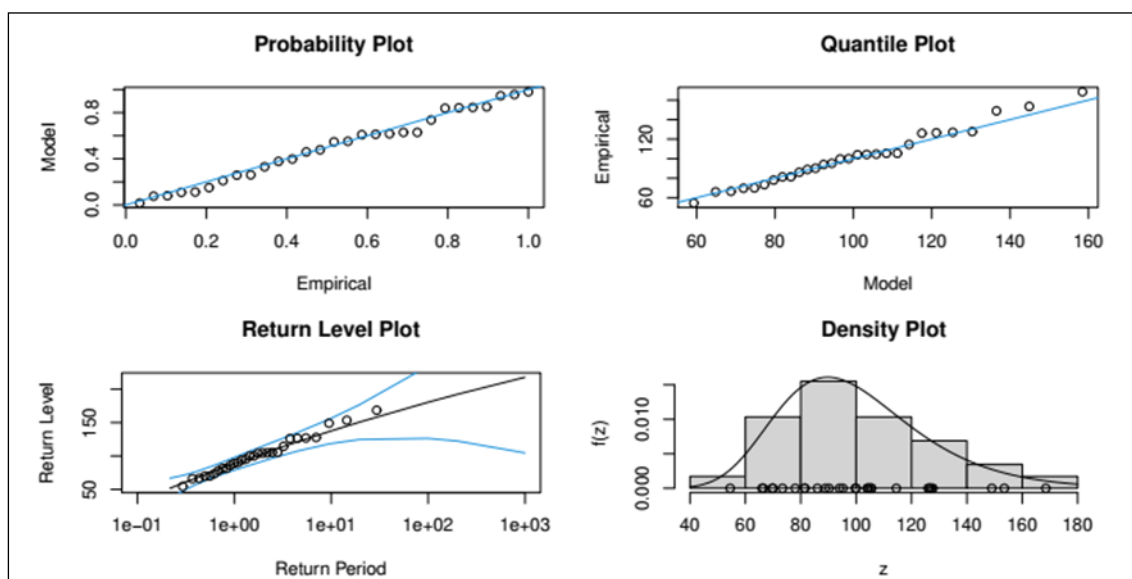 Probability Plot
Model
0.0 0.4 0.8
0.0 0.2 0.4 0.6 0.8 1.0
Empirical
Quantile Plot
Empirical
60 120
60 80 100 120 140 160
Model
Return Level Plot
Return Level
50 150
1e-01 1e+00 1e+01 1e+02 1e+03
Return Period
Density Plot
f(z)
0.000 0.010
40 60 80 100 120 140 160 180
z